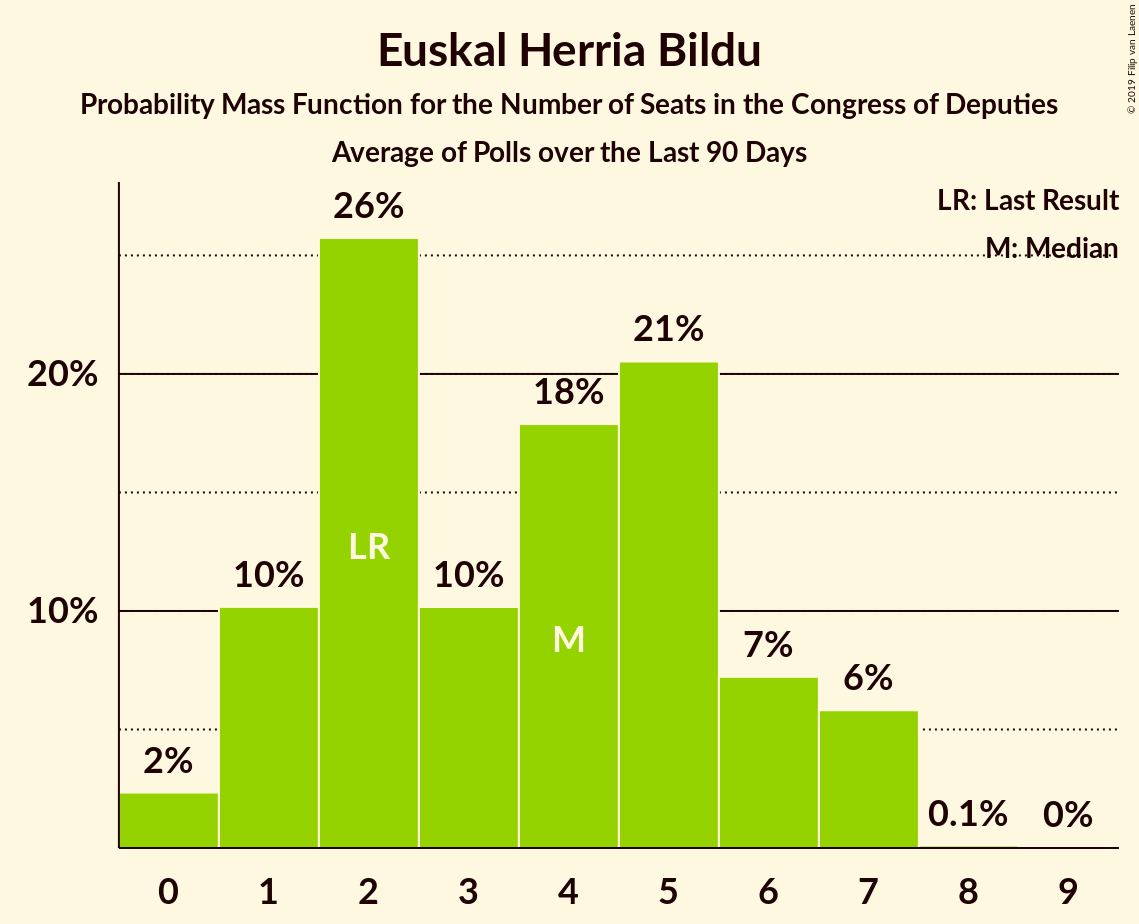 Euskal Herria Bildu
Probability Mass Function for the Number of Seats in the Congress of Deputies
Average of Polls over the Last 90 Days
© 2019 Filip van Laenen
LR: Last Result
M: Median
26%
21%
20%
18%
LR
10%
10%
10%
M
7%
6%
2%
0.1%
0%
0 1 2 3 4 5 6 7 8 9